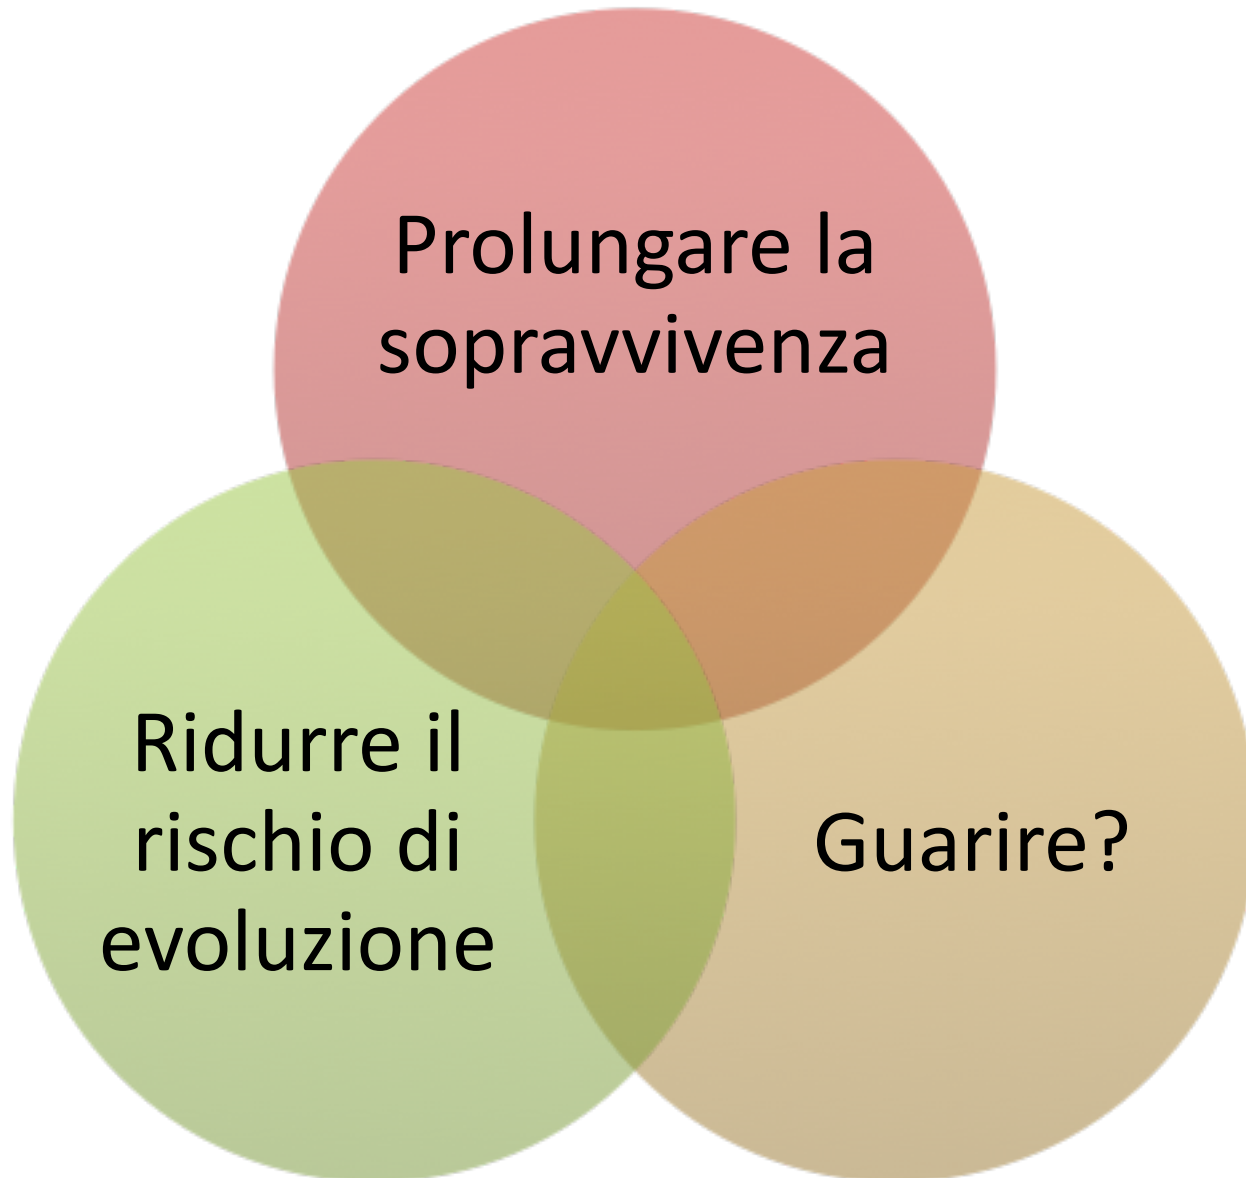 Prolungare la
sopravvivenza
Ridurre il
rischio di
evoluzione
Guarire?